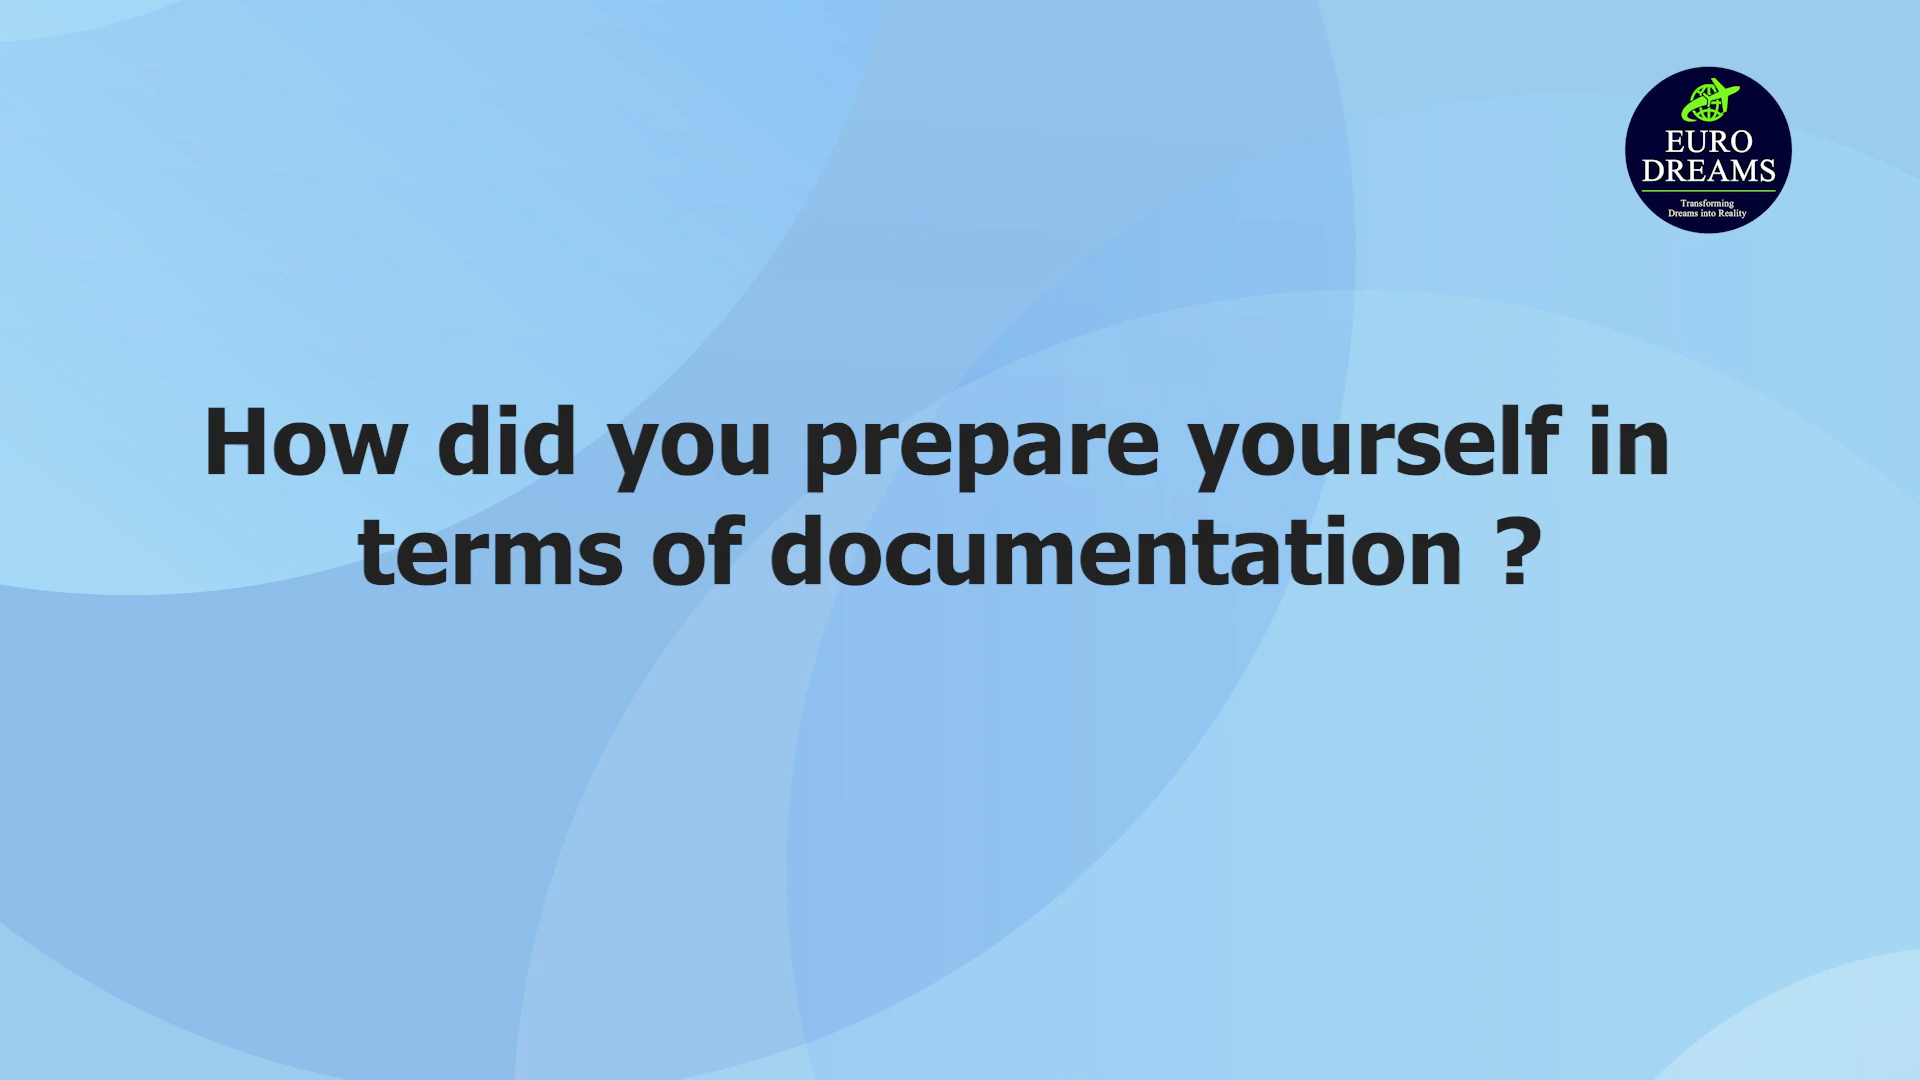 EURO
DREAMS
Transforming
Dreams into Reality
How did you prepare yourself in
terms of documentation ?